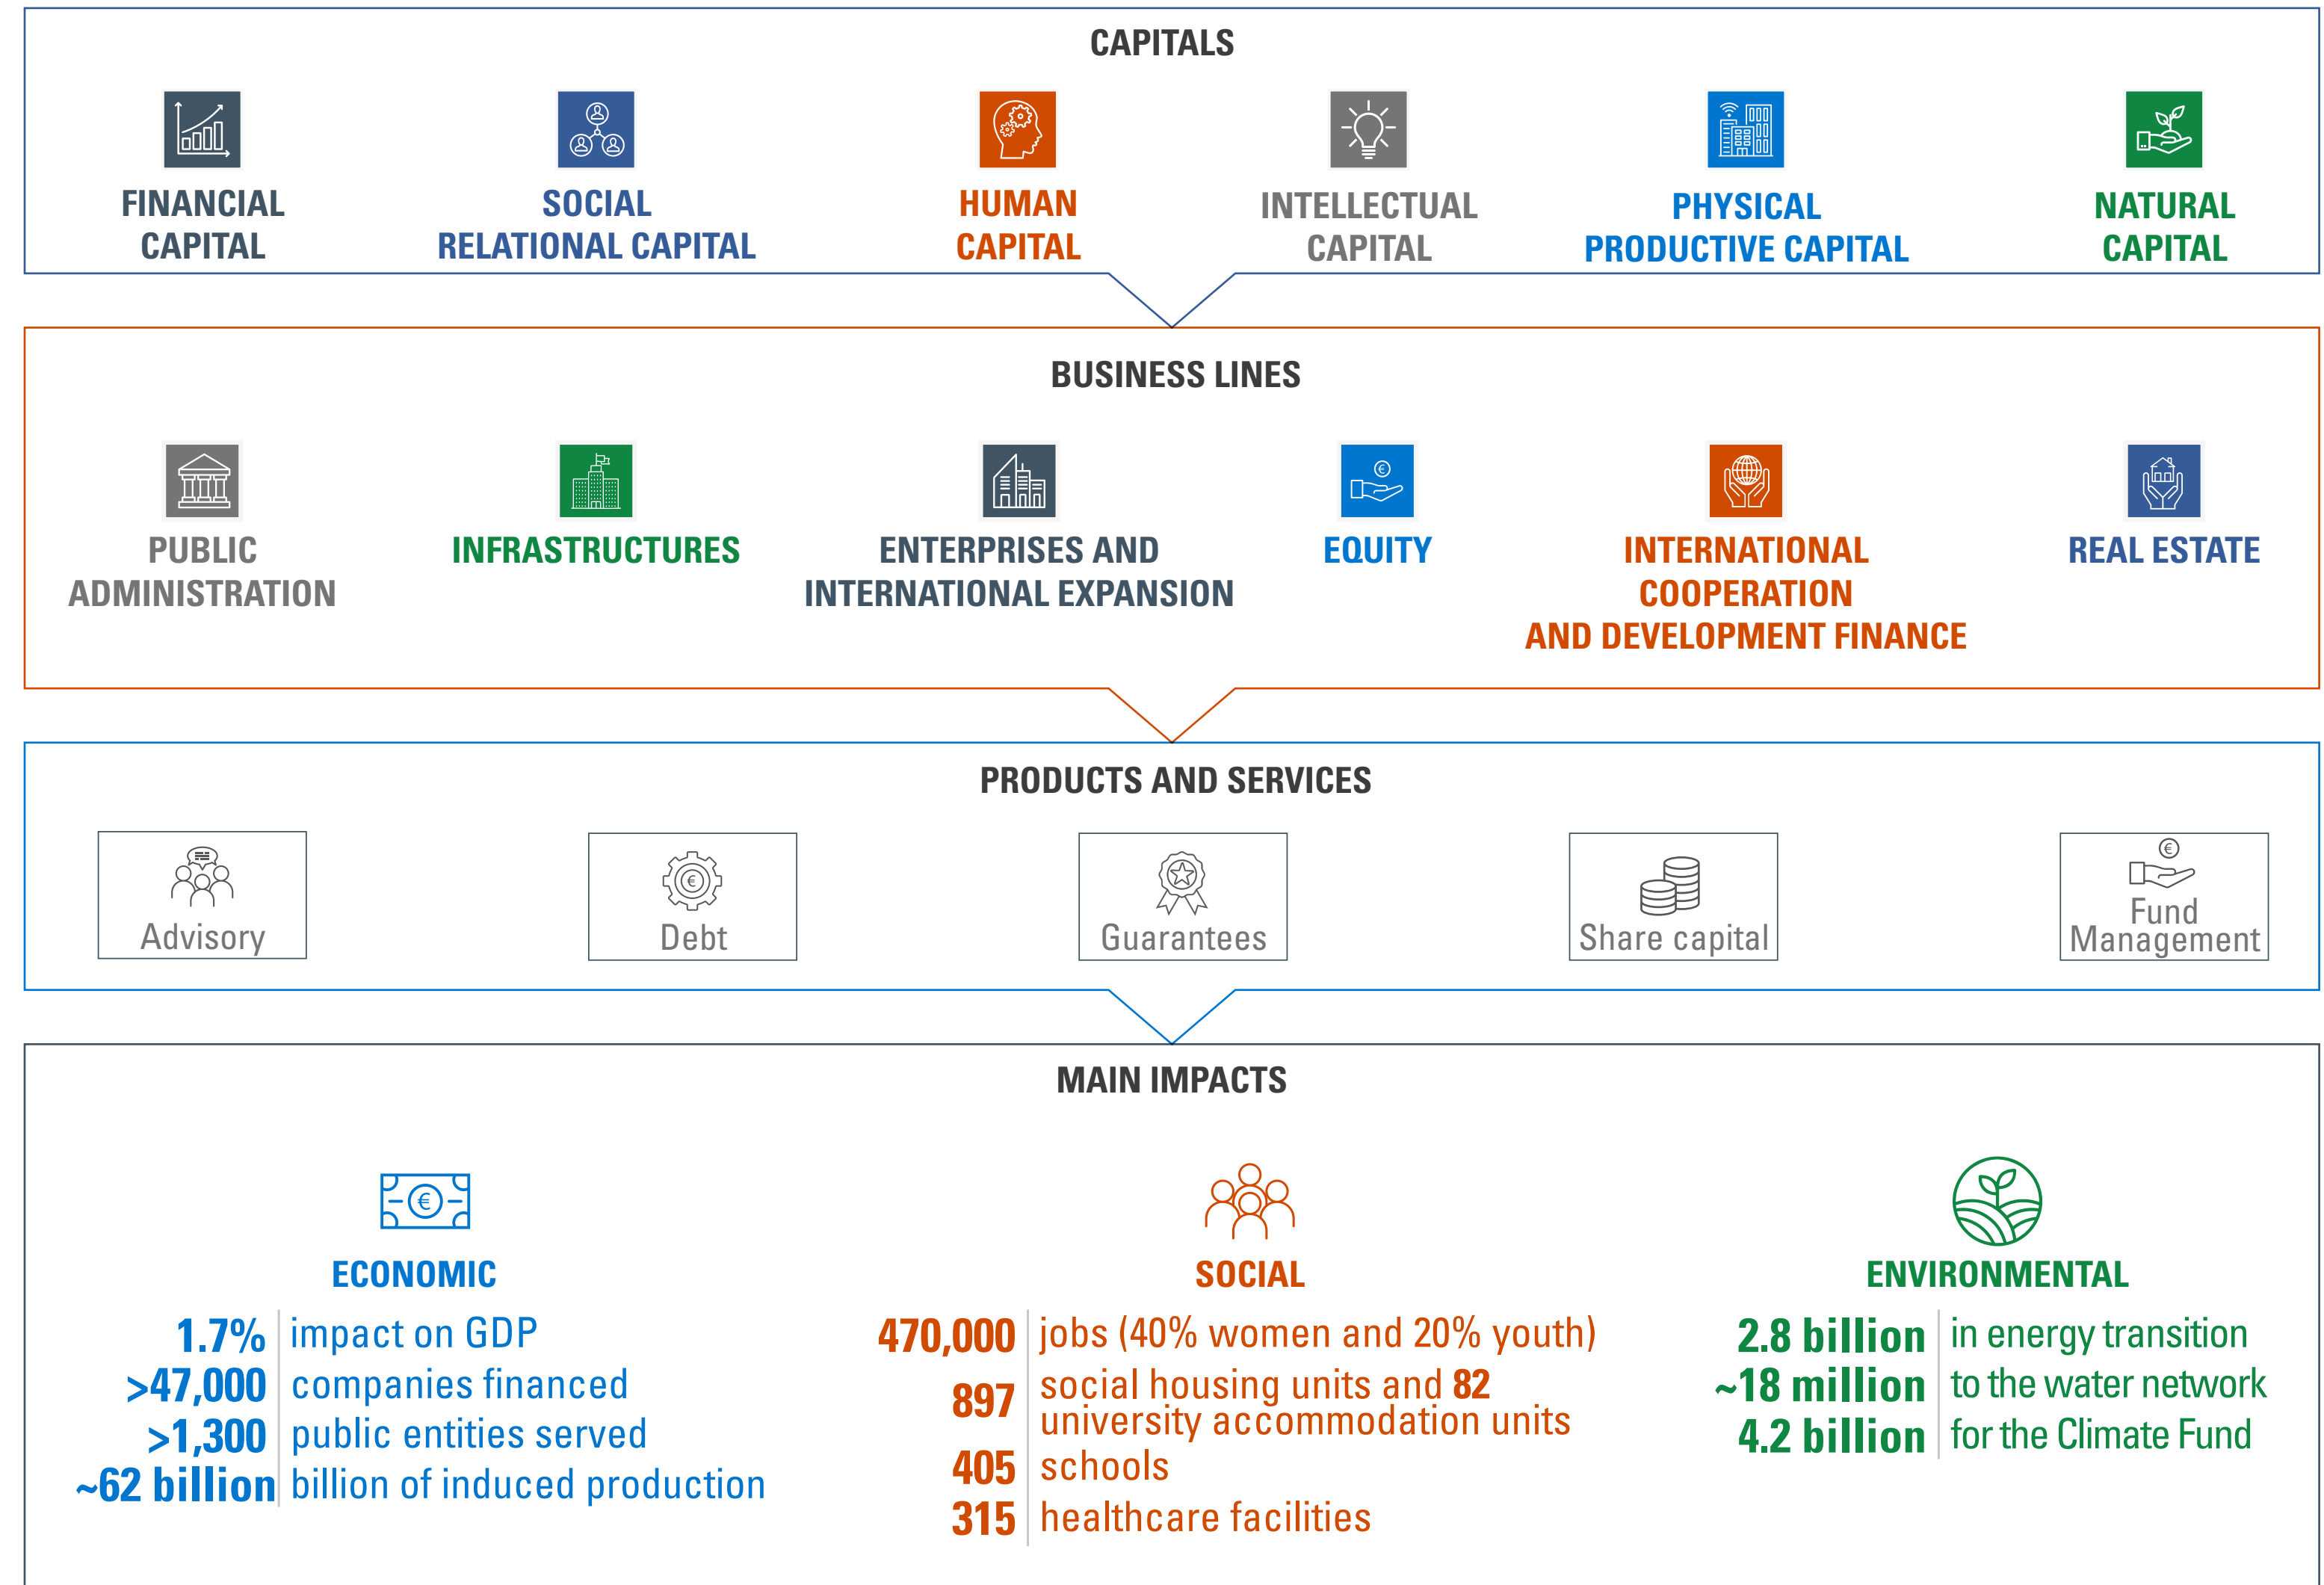 CAPITALS
FINANCIAL
CAPITAL
SOCIAL
RELATIONAL CAPITAL
HUMAN
CAPITAL
INTELLECTUAL
CAPITAL
PHYSICAL
PRODUCTIVE CAPITAL
NATURAL
CAPITAL
BUSINESS LINES
PUBLIC
ADMINISTRATION
INFRASTRUCTURES
ENTERPRISES AND
INTERNATIONAL EXPANSION
EQUITY
INTERNATIONAL
COOPERATION
AND DEVELOPMENT FINANCE
REAL ESTATE
PRODUCTS AND SERVICES
Advisory
Debt
Guarantees
Share capital
Fund
Management
MAIN IMPACTS
ECONOMIC
1.7% impact on GDP
>47,000 companies financed
>1,300 public entities served
~62 billion billion of induced production
SOCIAL
470,000 jobs (40% women and 20% youth)
897 social housing units and 82
university accommodation units
405 schools
315 healthcare facilities
ENVIRONMENTAL
2.8 billion in energy transition
~18 million to the water network
4.2 billion for the Climate Fund